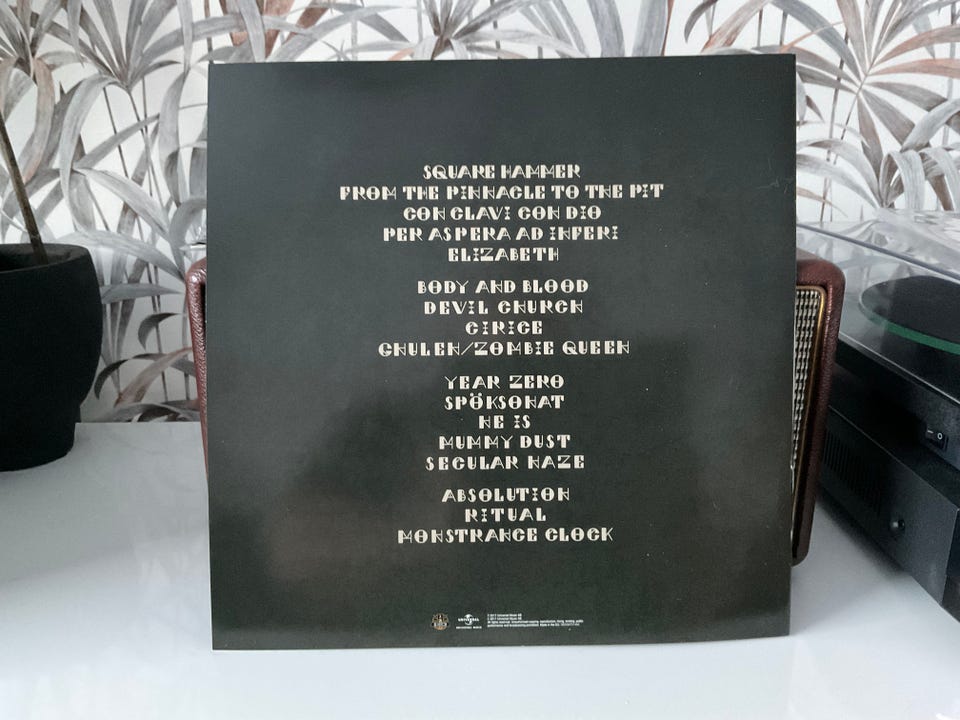 SQUARE HAMMER
FROM THE PINNACLE TO THE PIT
CON CLAVI CON DIO
PER ASPERA AD INFERI
ELIZABETH
BODY AND BLOOD
DEVIL CHURCH
CIRICE
GHULEH/ZOMBIE QUEEN
YEAR ZERO
SPÖKSONAT
HE IS
MUMMY DUST
SECULAR HAZE
ABSOLUTION
RITUAL
MONSTRANCE CLOCK
UNIVERSAL